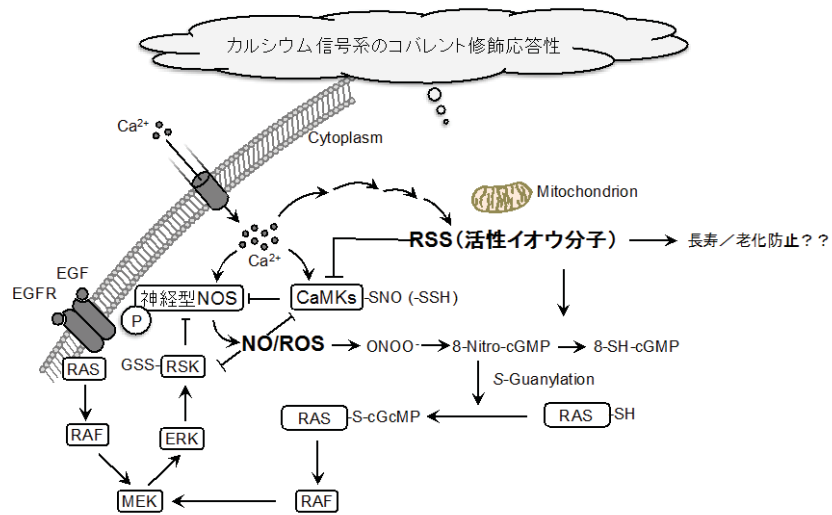 カルシウム信号系のコバレント修飾応答性
Ca2+
Cytoplasm
Mitochondrion
RSS(活性イオウ分子)
長寿/老化防止??
Ca2+
EGF
EGFR
神経型NOS
CaMKs
-SNO (-SSH)
P
NO/ROS
ONOO-
8-Nitro-cGMP
8-SH-cGMP
GSS-
RSK
RAS
S-Guanylation
RAS
-S-cGcMP
RAS
-SH
RAF
ERK
MEK
RAF